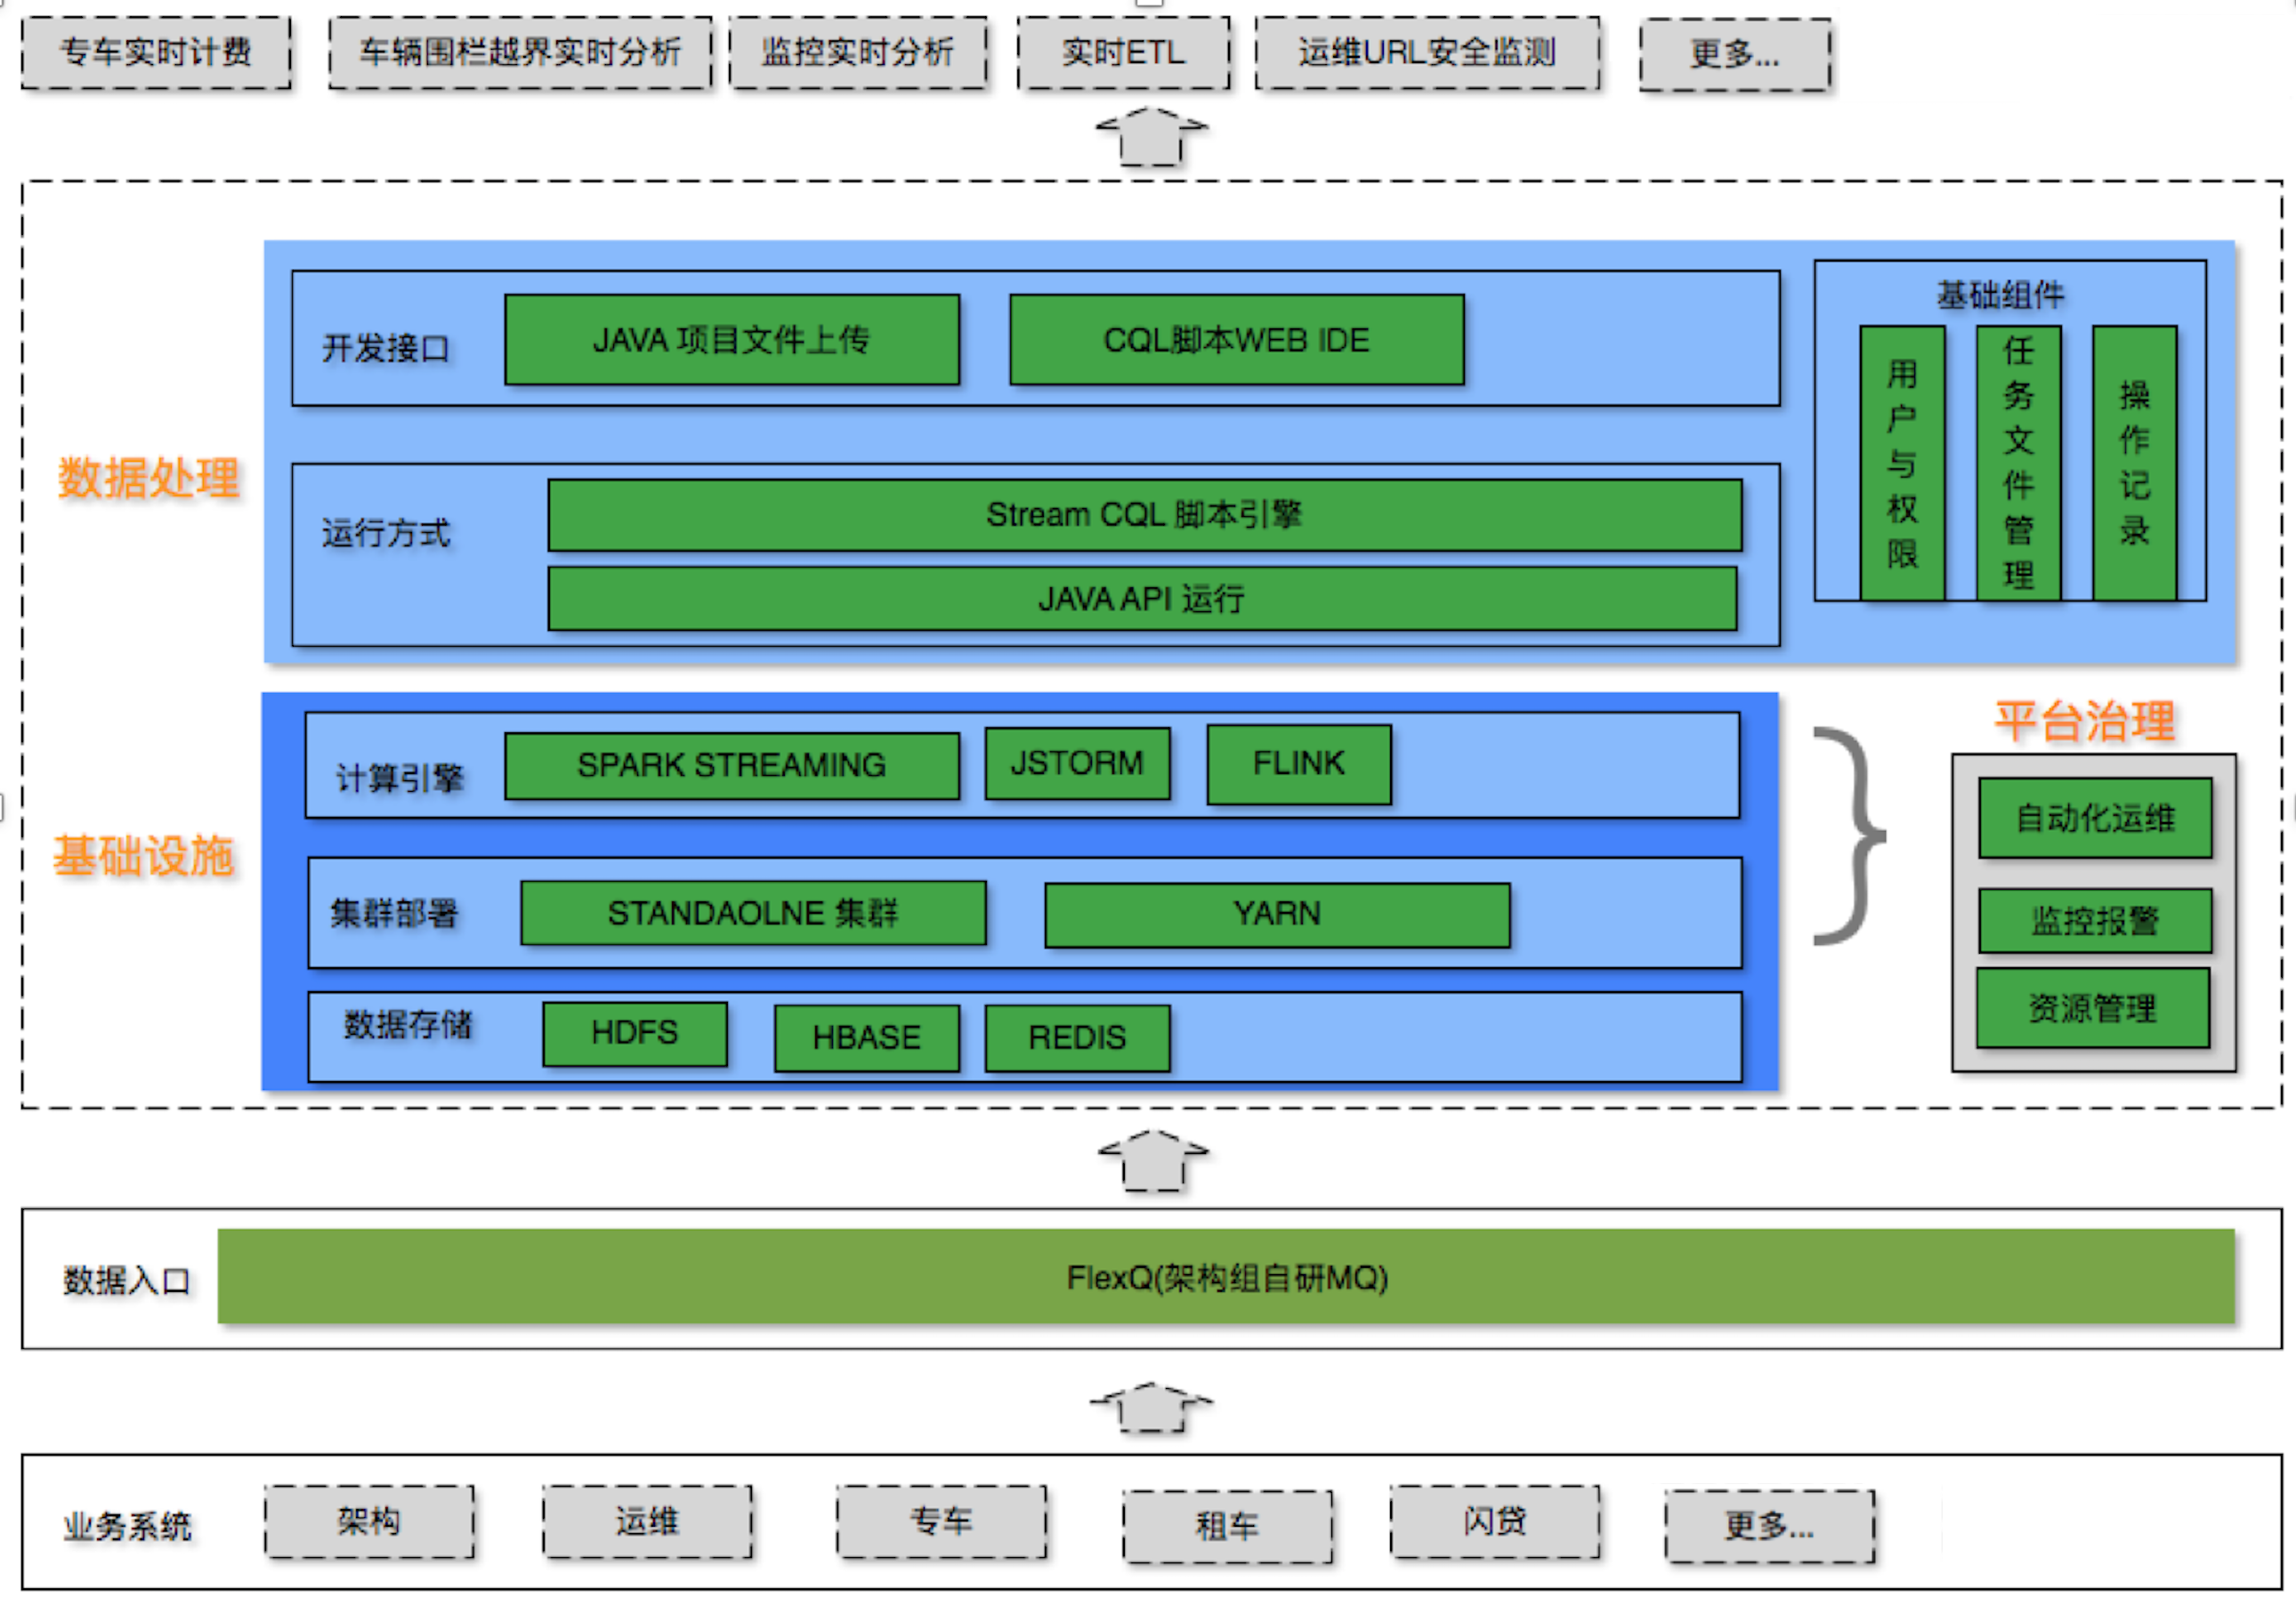 专车实时计费
车辆围栏越界实时分析
监控实时分析
实时ETL
运维URL安全监测
更多...
数据处理
开发接口
JAVA 项目文件上传
CQL脚本WEB IDE
运行方式
Stream CQL 脚本引擎
JAVA API 运行
基础组件
用户与权限
任务文件管理
操作记录
基础设施
计算引擎
SPARK STREAMING
JSTORM
FLINK
集群部署
STANDAOLNE 集群
YARN
数据存储
HDFS
HBASE
REDIS
平台治理
自动化运维
监控报警
资源管理
数据入口
FlexQ(架构组自研MQ)
业务系统
架构
运维
专车
租车
闪贷
更多...